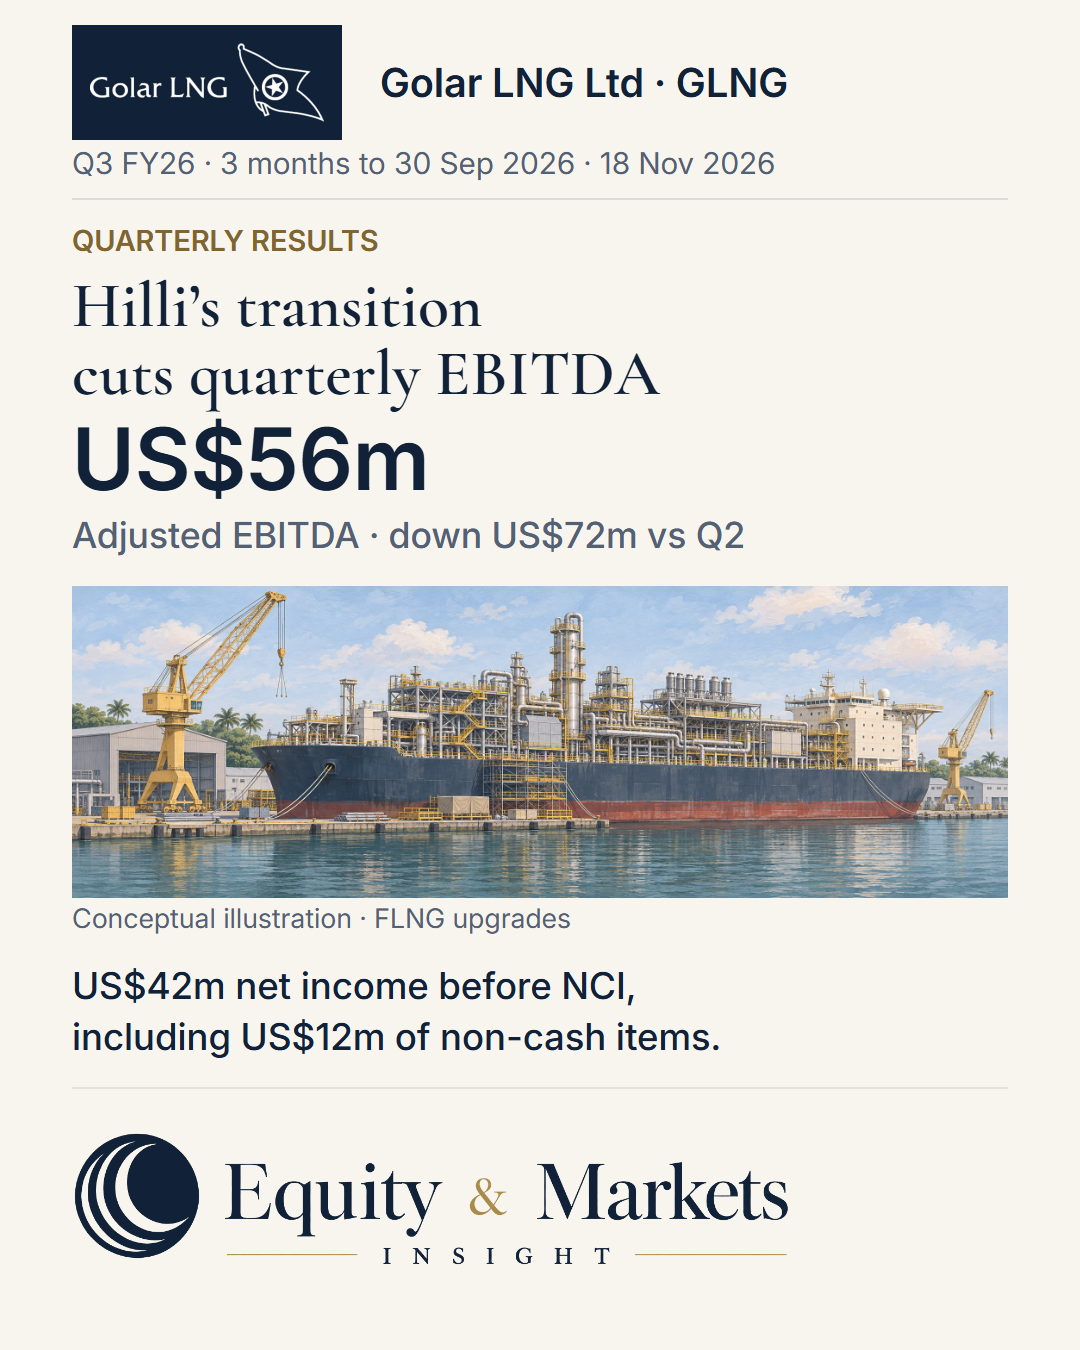 Golar LNG
Golar LNG Ltd · GLNG
Q3 FY26 · 3 months to 30 Sep 2026 · 18 Nov 2026
QUARTERLY RESULTS
Hilli’s transition
cuts quarterly EBITDA
US$56m
Adjusted EBITDA · down US$72m vs Q2
Conceptual illustration · FLNG upgrades
US$42m net income before NCI,
including US$12m of non-cash items.
Equity & Markets
INSIGHT